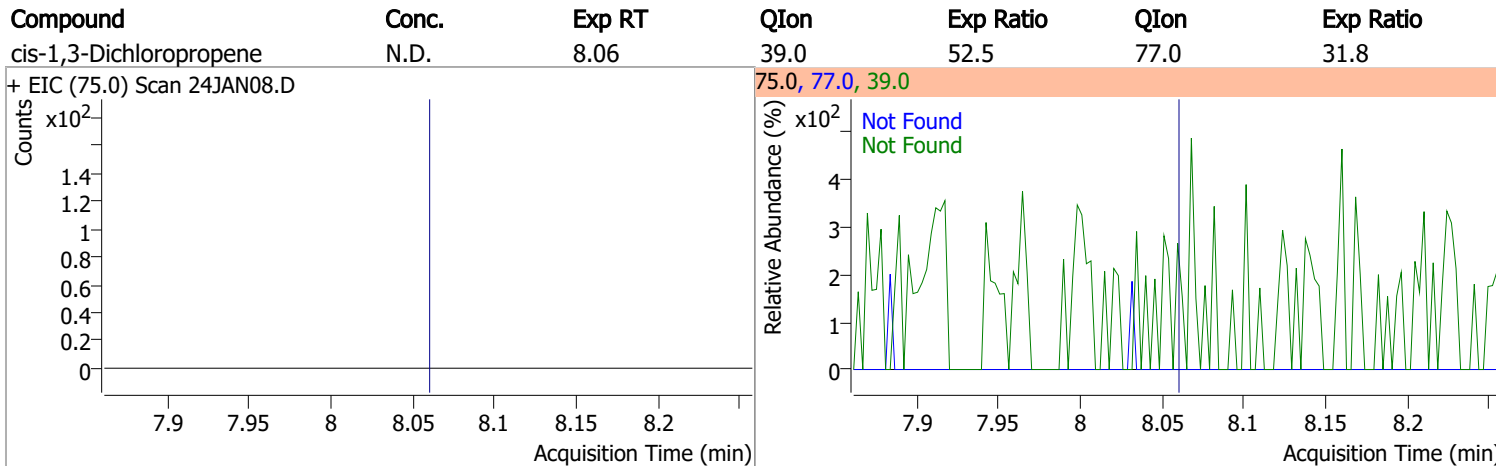 Compound Conc. Exp RT QIon Exp Ratio QIon Exp Ratio
cis-1,3-Dichloropropene N.D. 8.06 39.0 52.5 77.0 31.8
+ EIC (75.0) Scan 24JAN08.D
Counts
x10²
1.4
1.2
1
0.8
0.6
0.4
0.2
0
7.9 7.95 8 8.05 8.1 8.15 8.2
Acquisition Time (min)
75.0, 77.0, 39.0
Relative Abundance (%)
x10²
Not Found
Not Found
4
3
2
1
0
7.9 7.95 8 8.05 8.1 8.15 8.2
Acquisition Time (min)